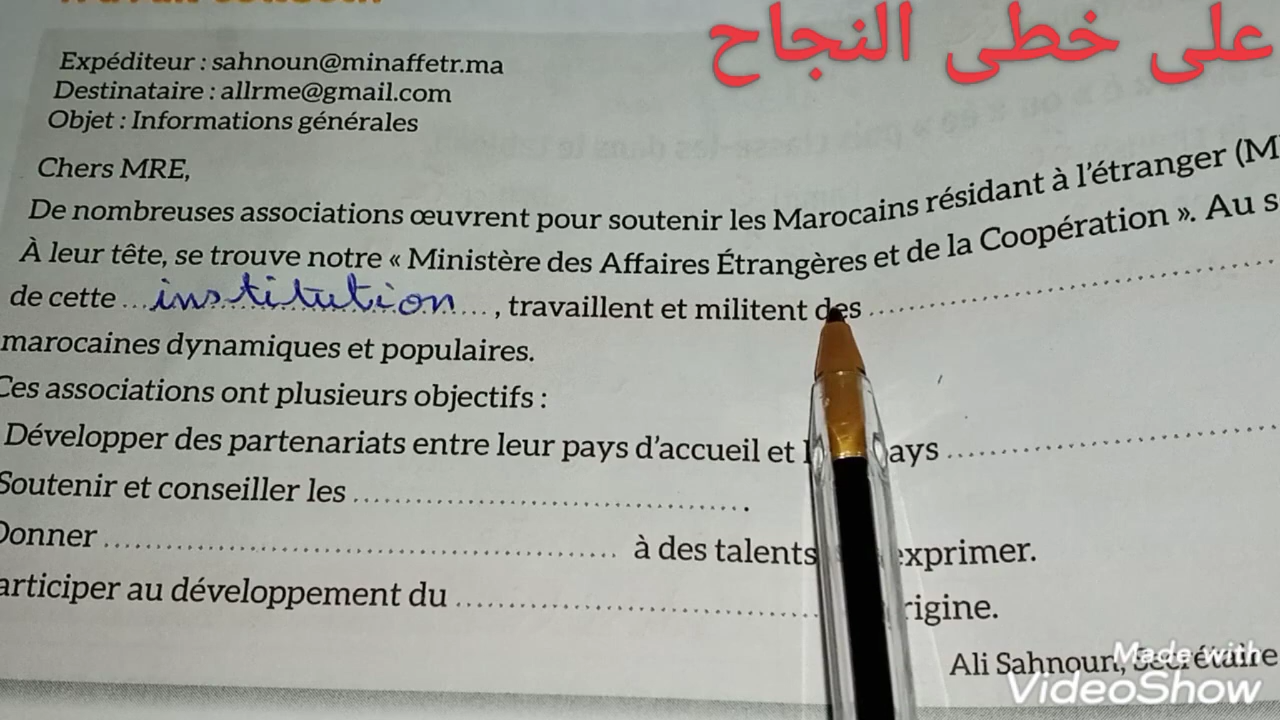 على خطى النجاح
Expéditeur : sahnoun@minaffetr.ma
Destinataire : allrme@gmail.com
Objet : Informations générales
Chers MRE,
De nombreuses associations œuvrent pour soutenir les Marocains résidant à l'étranger (M
À leur tête, se trouve notre « Ministère des Affaires Étrangères et de la Coopération ». Au s
de cette ... institution ..., travaillent et militent des ..............................
marocaines dynamiques et populaires.
Ces associations ont plusieurs objectifs :
Développer des partenariats entre leur pays d'accueil et pays ..............................
Soutenir et conseiller les ..............................
Donner .............................. à des talents exprimer.
articiper au développement du .............................. rigine.
Ali Sahnoun, Secrétaire
Made with
VideoShow